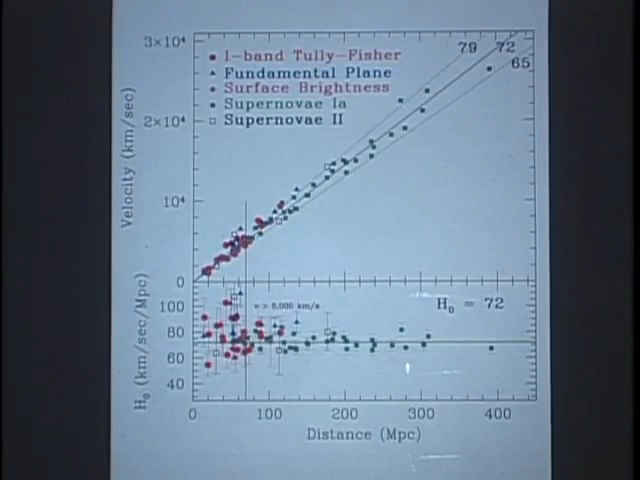 3×10⁴
79 72
65
I-band Tully-Fisher
Fundamental Plane
Surface Brightness
Supernovae Ia
Supernovae II
2×10⁴
10⁴
0
Velocity (km/sec)
v > 5,000 km/s
H₀ = 72
100
80
60
40
H₀ (km/sec/Mpc)
0 100 200 300 400
Distance (Mpc)